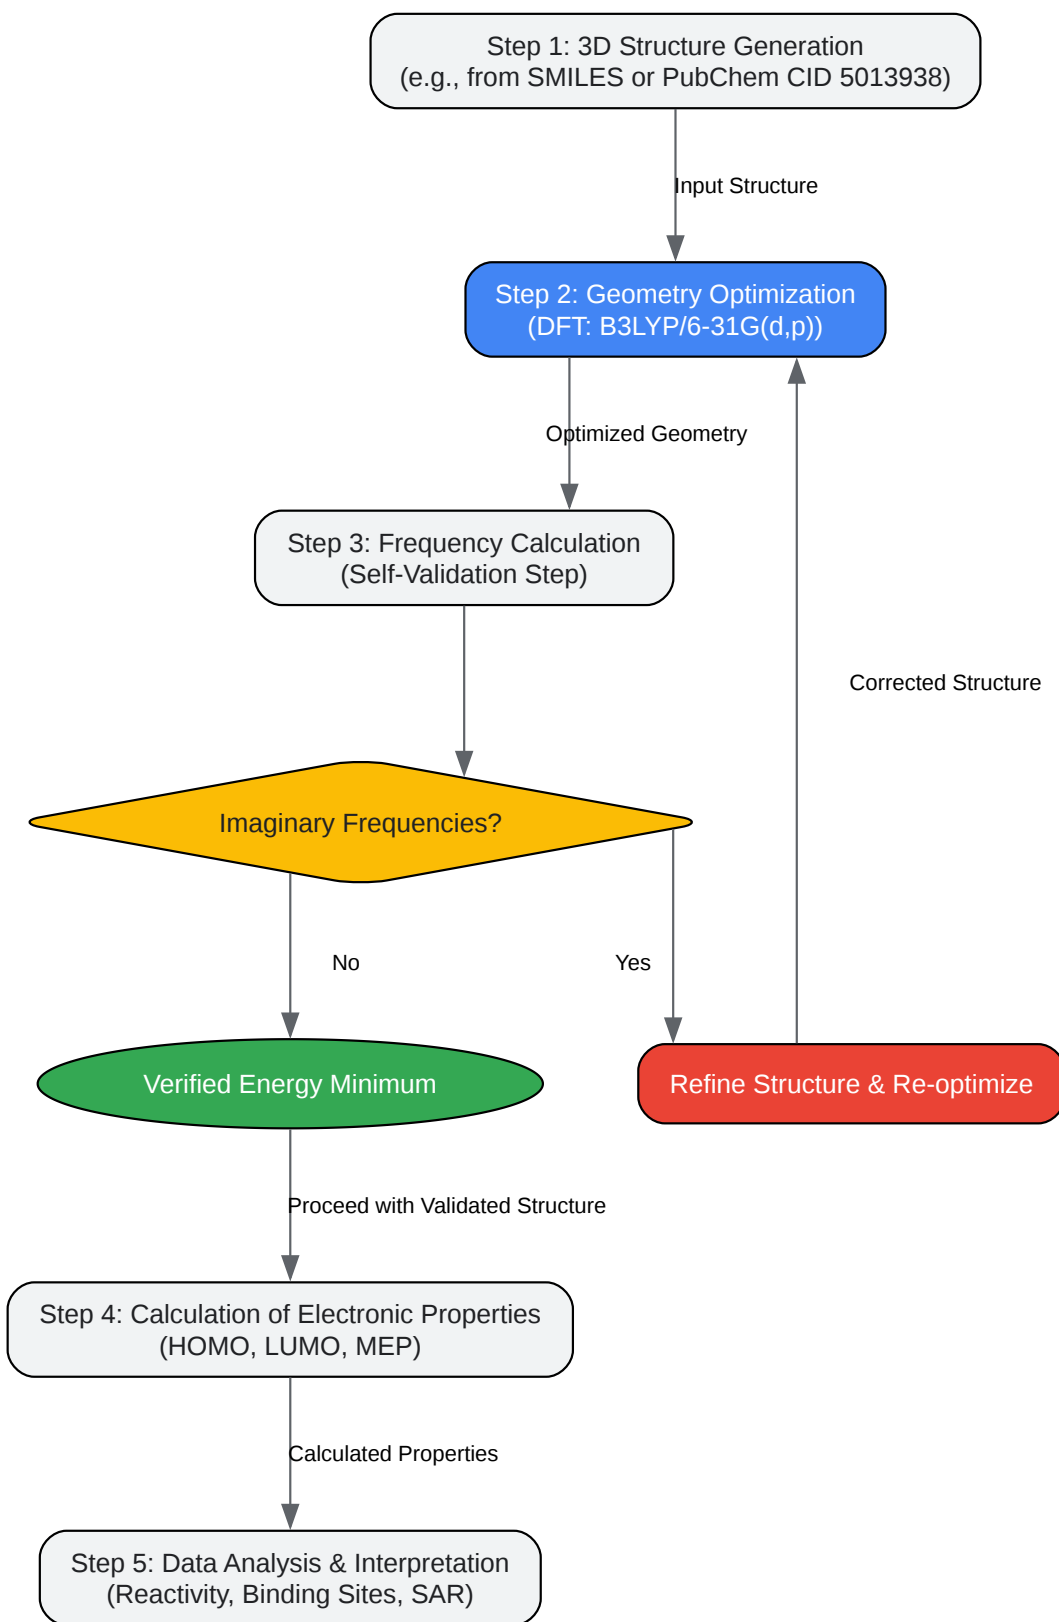 Step 1: 3D Structure Generation
(e.g., from SMILES or PubChem CID 5013938)
Input Structure
Step 2: Geometry Optimization
(DFT: B3LYP/6-31G(d,p))
Optimized Geometry
Step 3: Frequency Calculation
(Self-Validation Step)
Corrected Structure
Imaginary Frequencies?
No
Yes
Verified Energy Minimum
Refine Structure & Re-optimize
Proceed with Validated Structure
Step 4: Calculation of Electronic Properties
(HOMO, LUMO, MEP)
Calculated Properties
Step 5: Data Analysis & Interpretation
(Reactivity, Binding Sites, SAR)